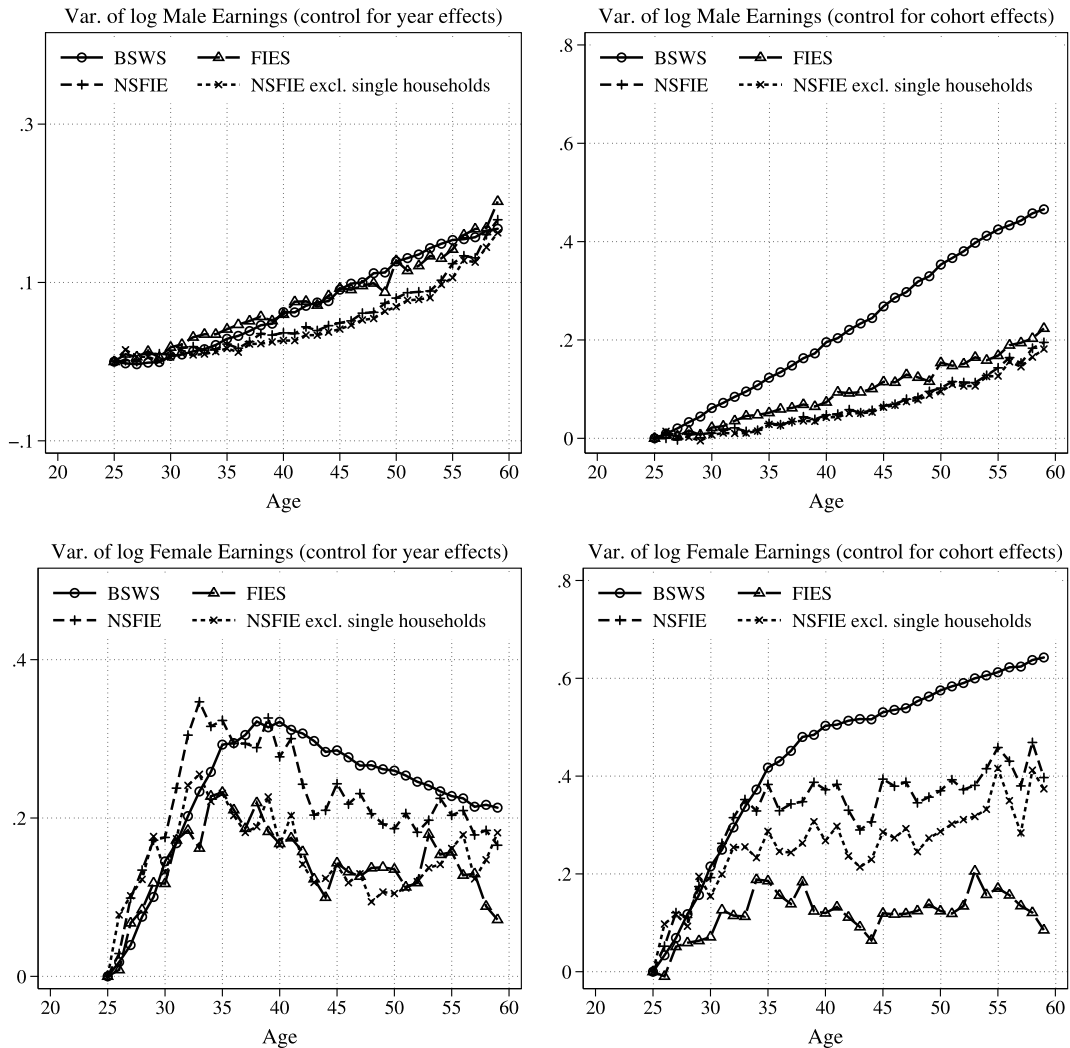 Var. of log Male Earnings (control for year effects)
BSWS FIES
NSFIE NSFIE excl. single households
.3
.1
−.1
20 25 30 35 40 45 50 55 60
Age
Var. of log Male Earnings (control for cohort effects)
.8
BSWS FIES
NSFIE NSFIE excl. single households
.6
.4
.2
0
20 25 30 35 40 45 50 55 60
Age
Var. of log Female Earnings (control for year effects)
BSWS FIES
NSFIE NSFIE excl. single households
.4
.2
0
20 25 30 35 40 45 50 55 60
Age
Var. of log Female Earnings (control for cohort effects)
.8
BSWS FIES
NSFIE NSFIE excl. single households
.6
.4
.2
0
20 25 30 35 40 45 50 55 60
Age